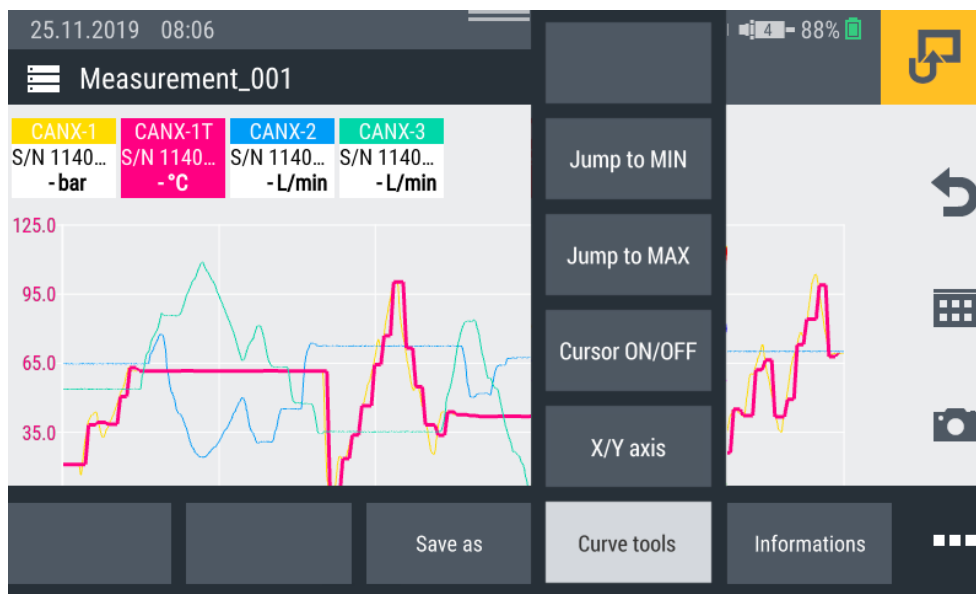 25.11.2019 08:06
4 88%
Measurement_001
CANX-1 CANX-1T CANX-2 CANX-3
S/N 1140... S/N 1140... S/N 1140... S/N 1140...
- bar - °C - L/min - L/min
125.0
95.0
65.0
35.0
Jump to MIN
Jump to MAX
Cursor ON/OFF
X/Y axis
Save as Curve tools Informations